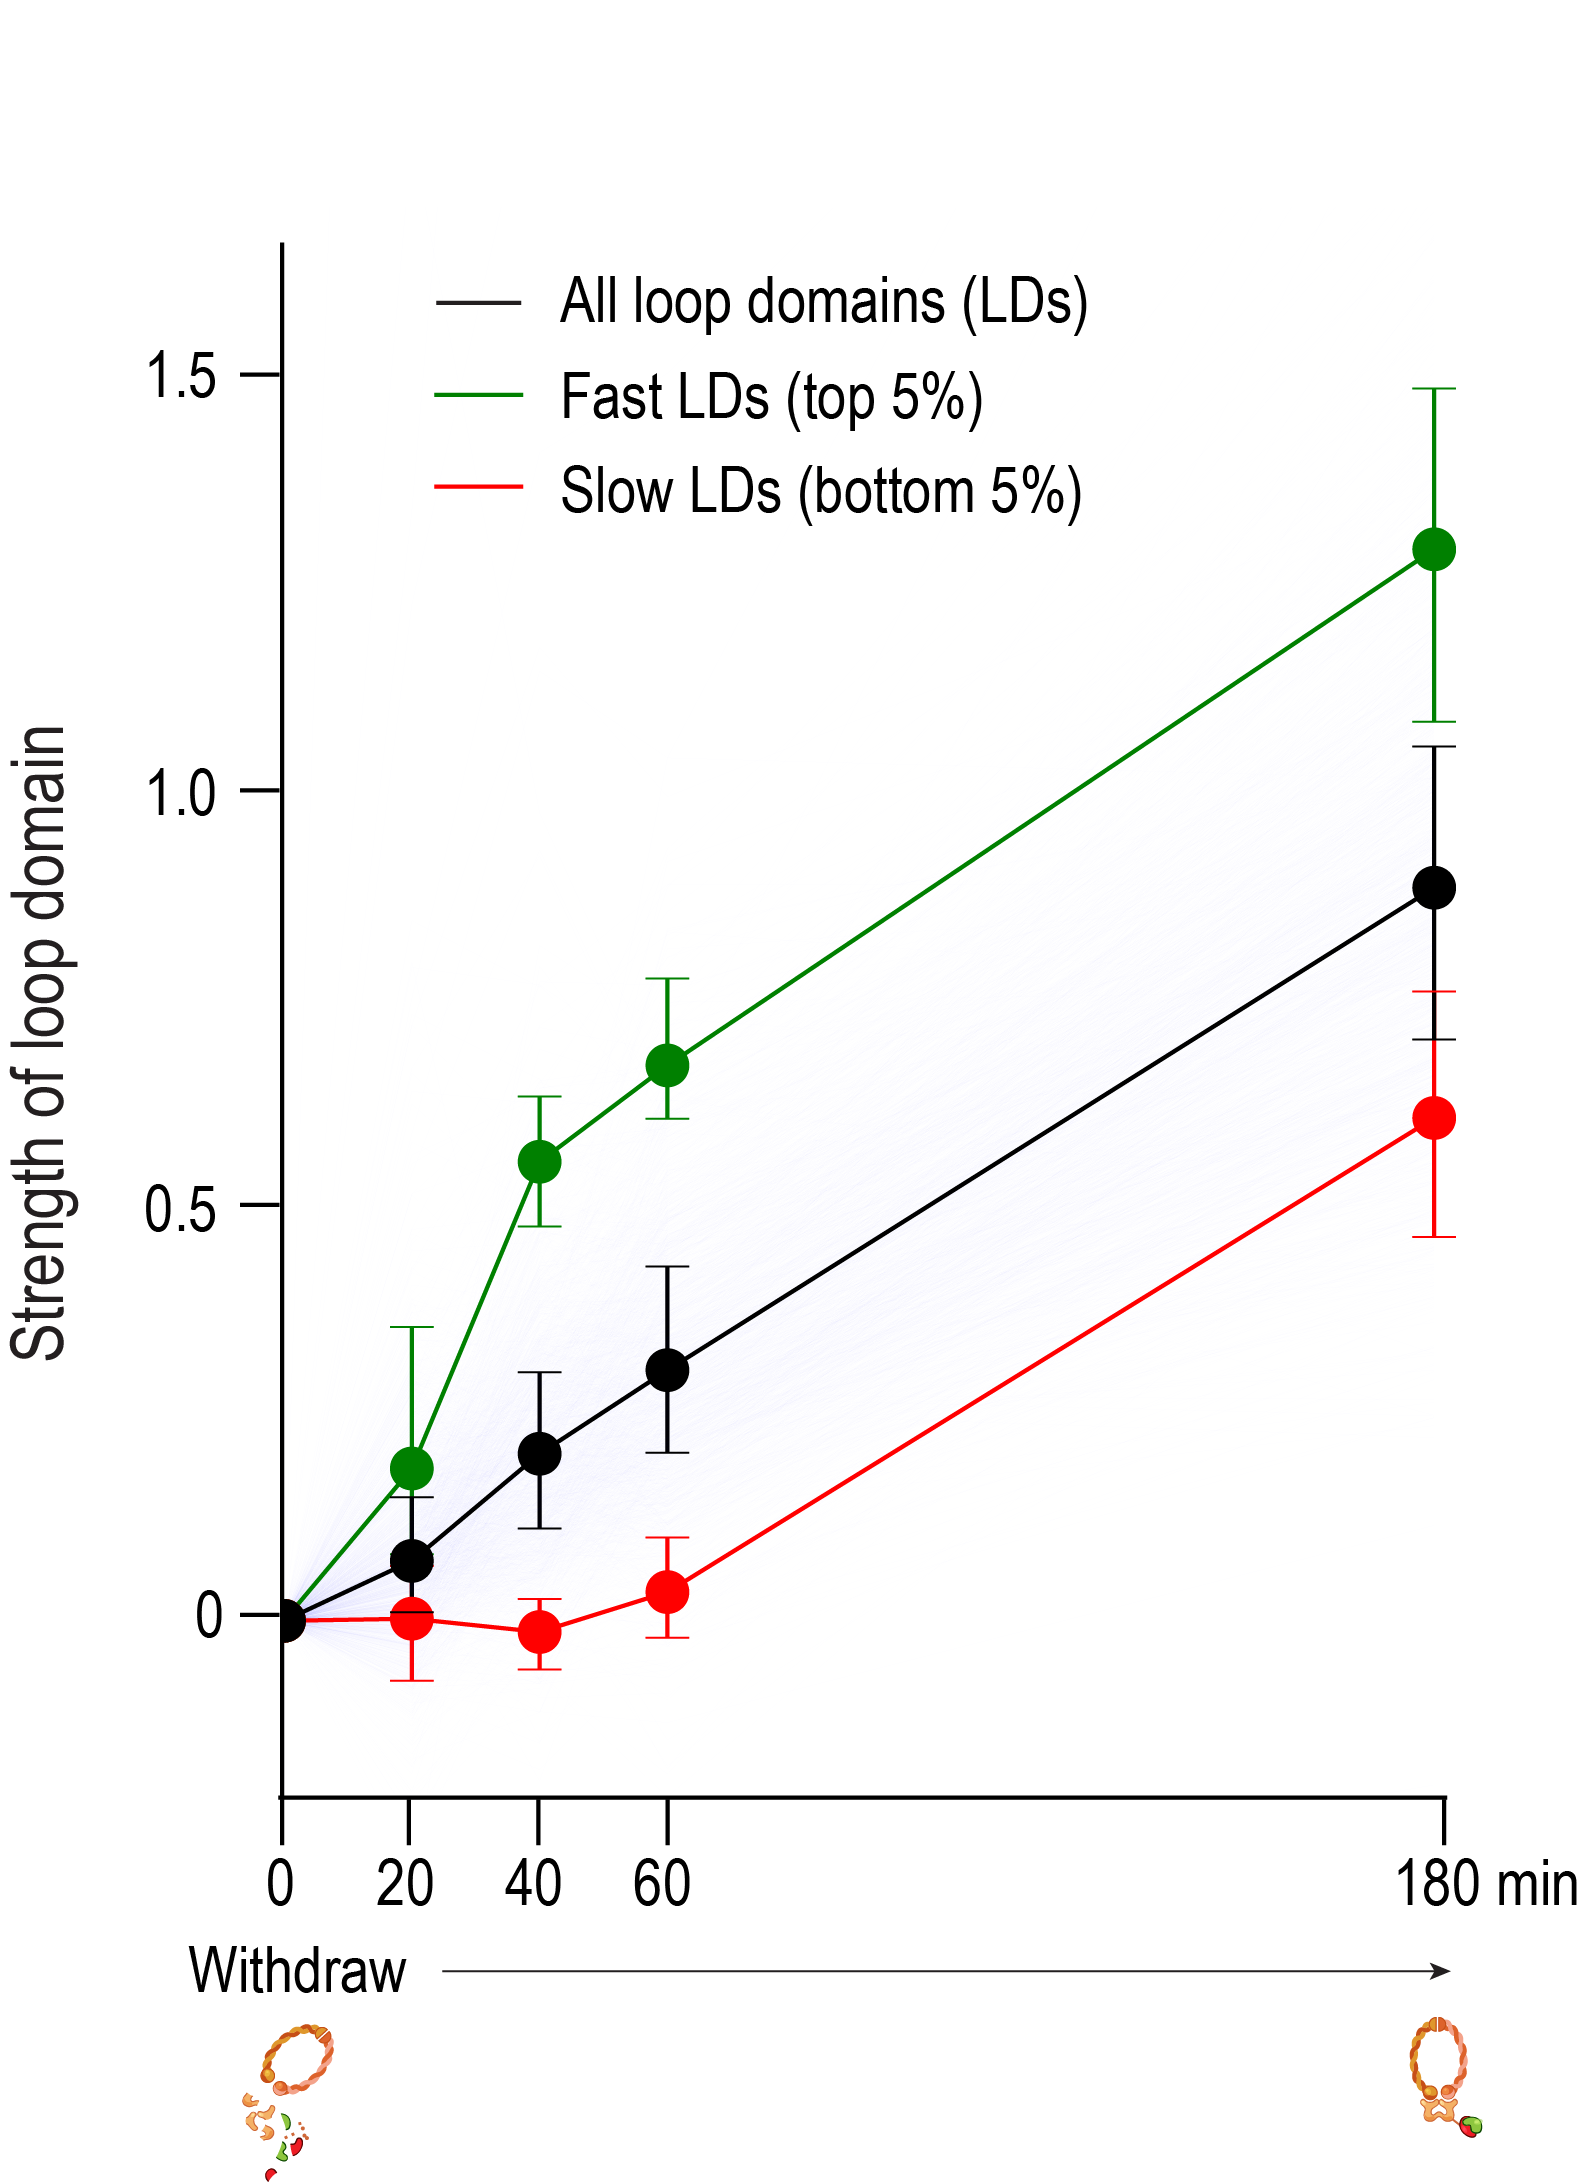 All loop domains (LDs)
Fast LDs (top 5%)
Slow LDs (bottom 5%)
Strength of loop domain
1.5
1.0
0.5
0
0 20 40 60 180 min
Withdraw